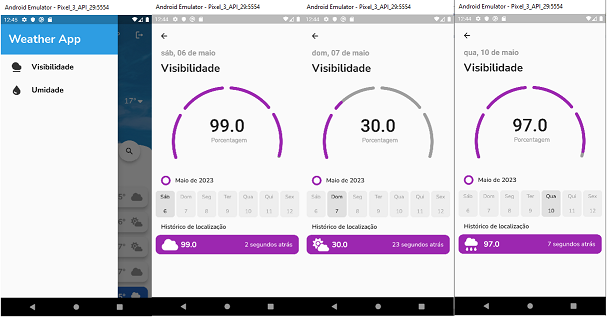 Android Emulator - Pixel_3_API_29:5554
12:45
Weather App
Visibilidade
Umidade
17°
5°
6°
7°
7°
5°
Android Emulator - Pixel_3_API_29:5554
12:44
sáb, 06 de maio
Visibilidade
99.0
Porcentagem
Maio de 2023
Sáb Dom Seg Ter Qua Qui Sex
6 7 8 9 10 11 12
Histórico de localização
99.0 2 segundos atrás
Android Emulator - Pixel_3_API_29:5554
12:44
dom, 07 de maio
Visibilidade
30.0
Porcentagem
Maio de 2023
Sáb Dom Seg Ter Qua Qui Sex
6 7 8 9 10 11 12
Histórico de localização
30.0 23 segundos atrás
Android Emulator - Pixel_3_API_29:5554
12:44
qua, 10 de maio
Visibilidade
97.0
Porcentagem
Maio de 2023
Sáb Dom Seg Ter Qua Qui Sex
6 7 8 9 10 11 12
Histórico de localização
97.0 7 segundos atrás